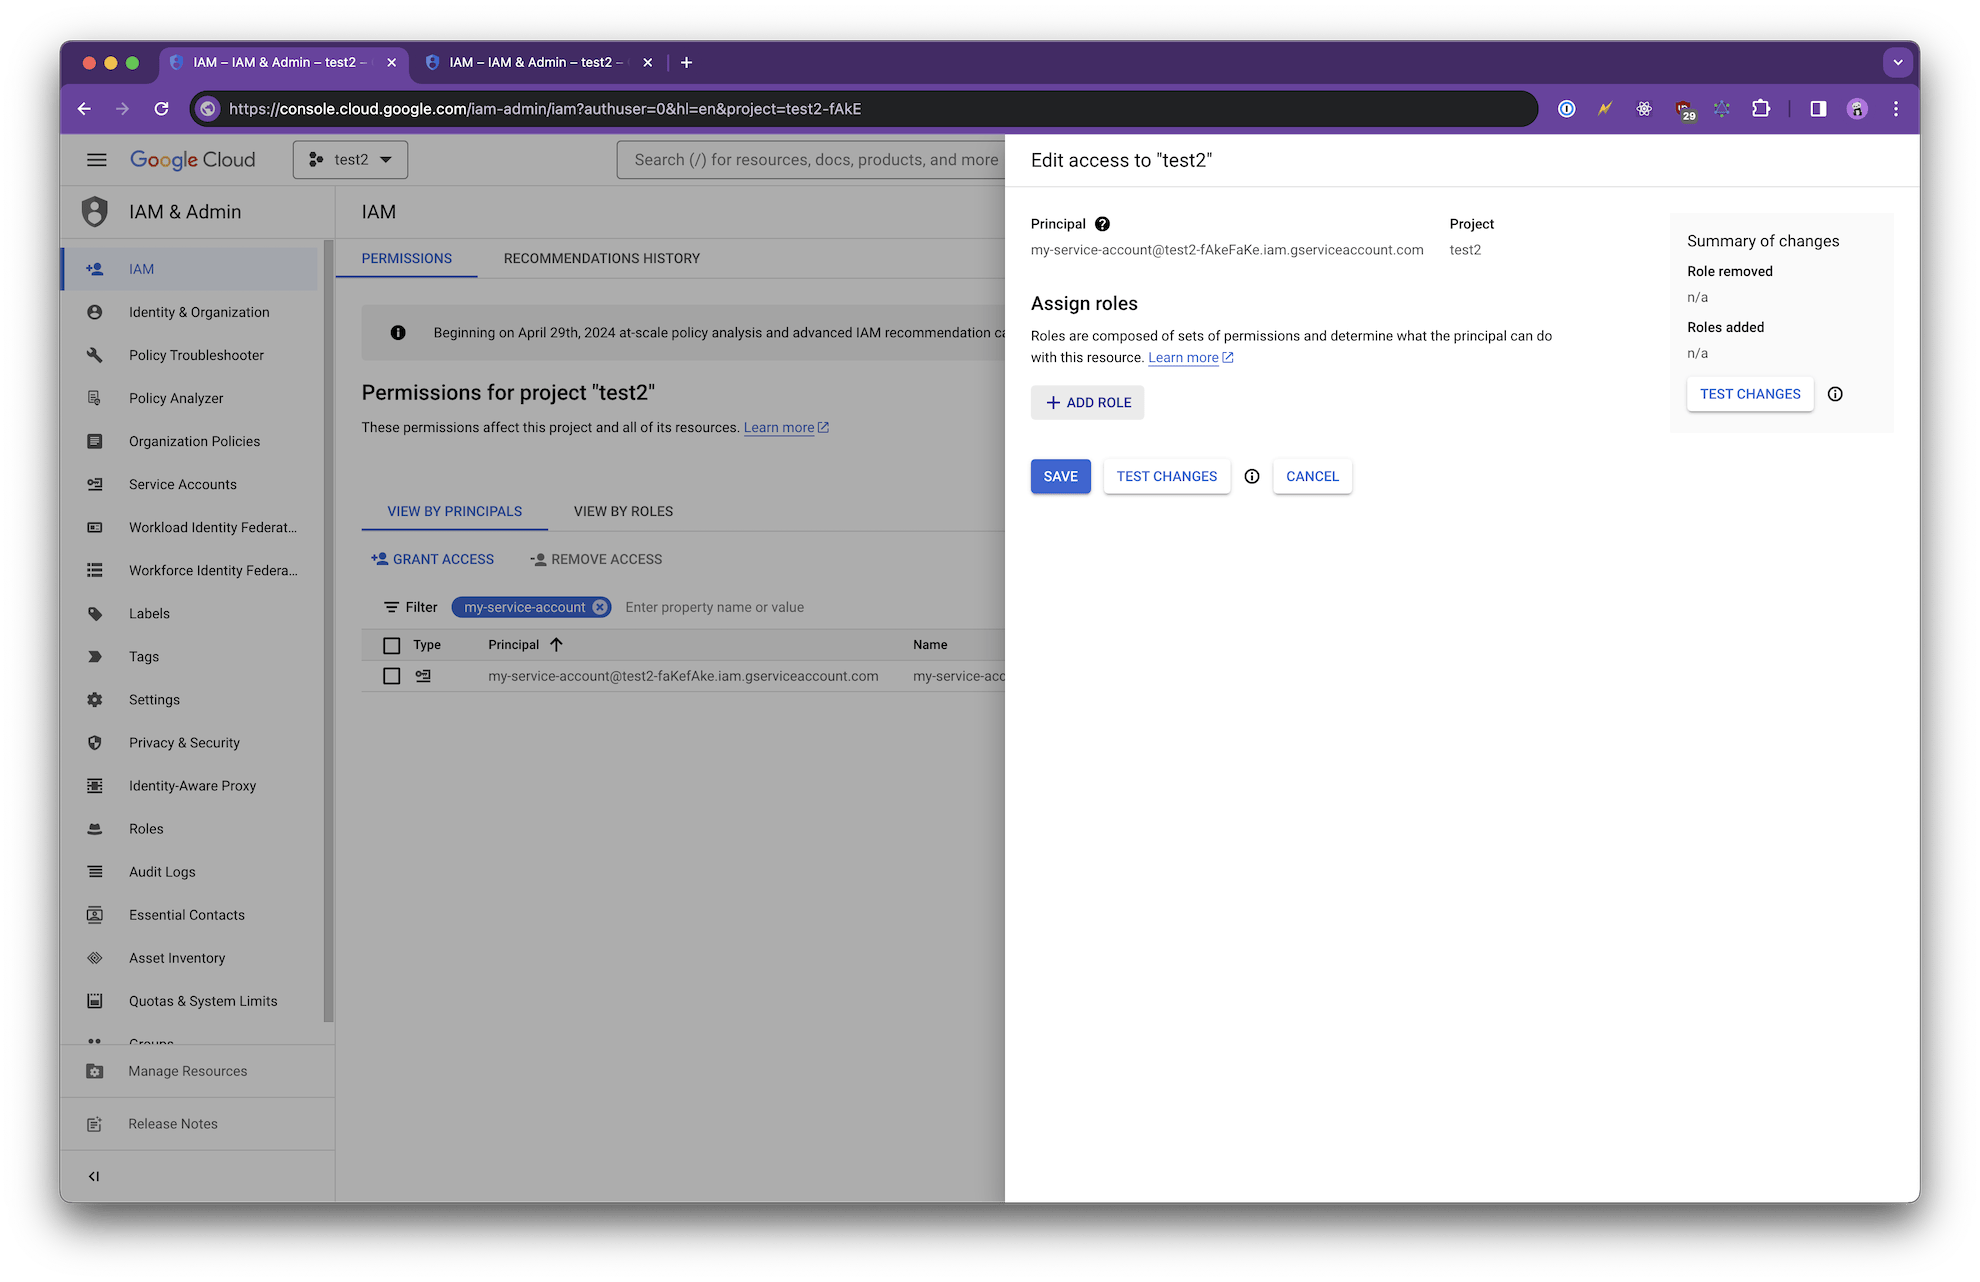 IAM – IAM & Admin – test2 –
IAM – IAM & Admin – test2 –
https://console.cloud.google.com/iam-admin/iam?authuser=0&hl=en&project=test2-fAkE
29
Google Cloud
test2
Search (/) for resources, docs, products, and more
IAM & Admin
IAM
Identity & Organization
Policy Troubleshooter
Policy Analyzer
Organization Policies
Service Accounts
Workload Identity Federat...
Workforce Identity Federa...
Labels
Tags
Settings
Privacy & Security
Identity-Aware Proxy
Roles
Audit Logs
Essential Contacts
Asset Inventory
Quotas & System Limits
Groups
Manage Resources
Release Notes
IAM
PERMISSIONS
RECOMMENDATIONS HISTORY
Beginning on April 29th, 2024 at-scale policy analysis and advanced IAM recommendation ca
Permissions for project "test2"
These permissions affect this project and all of its resources. Learn more
VIEW BY PRINCIPALS
VIEW BY ROLES
GRANT ACCESS
REMOVE ACCESS
Filter
my-service-account
Enter property name or value
Type
Principal
Name
my-service-account@test2-faKefAke.iam.gserviceaccount.com
my-service-acc
Edit access to "test2"
Principal
my-service-account@test2-fAkeFaKe.iam.gserviceaccount.com
Project
test2
Assign roles
Roles are composed of sets of permissions and determine what the principal can do
with this resource. Learn more
ADD ROLE
SAVE
TEST CHANGES
CANCEL
Summary of changes
Role removed
n/a
Roles added
n/a
TEST CHANGES